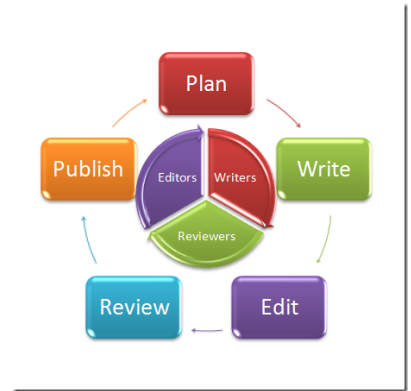 Plan
Publish
Write
Editors
Writers
Reviewers
Review
Edit